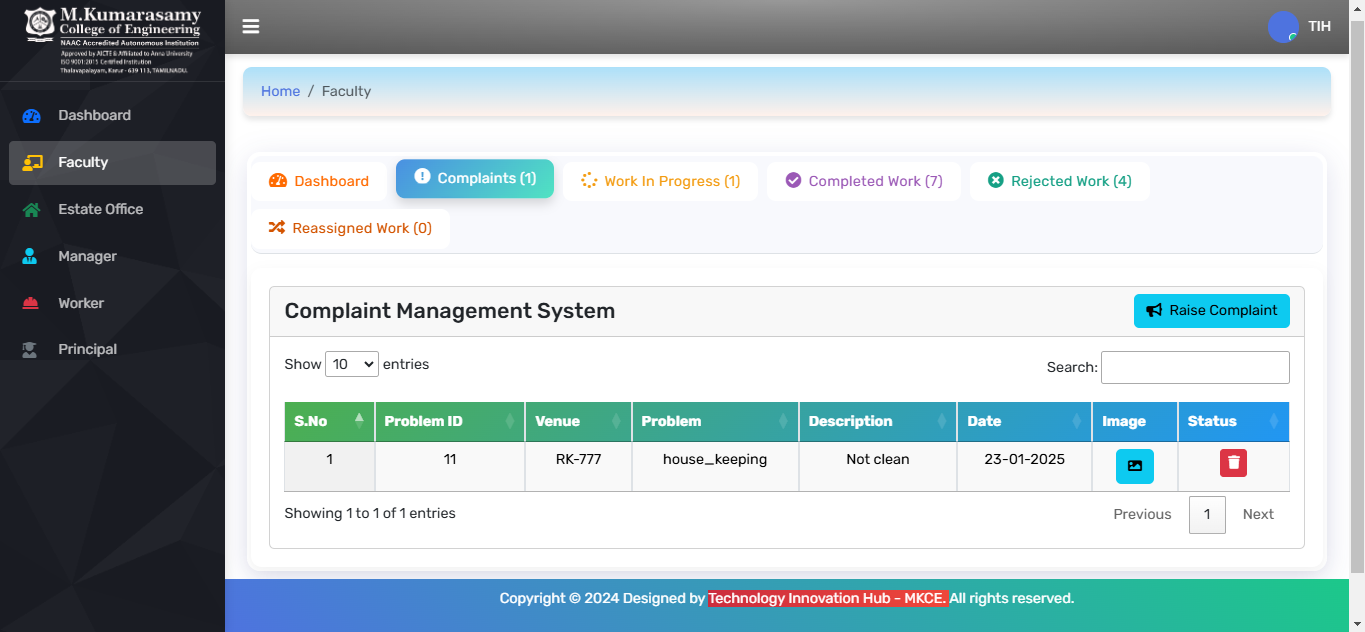 M.Kumarasamy
College of Engineering
NAAC Accredited Autonomous Institution
Approved by AICTE & Affiliated to Anna University
ISO 9001:2015 Certified Institution
Thalavapalayam, Karur - 639 113, TAMILNADU.
TIH
Home / Faculty
Dashboard
Faculty
Estate Office
Manager
Worker
Principal
Dashboard Complaints (1) Work In Progress (1) Completed Work (7) Rejected Work (4)
Reassigned Work (0)
Complaint Management System Raise Complaint
Show 10 entries Search:
S.No Problem ID Venue Problem Description Date Image Status
1 11 RK-777 house_keeping Not clean 23-01-2025
Showing 1 to 1 of 1 entries Previous 1 Next
Copyright © 2024 Designed by Technology Innovation Hub - MKCE. All rights reserved.